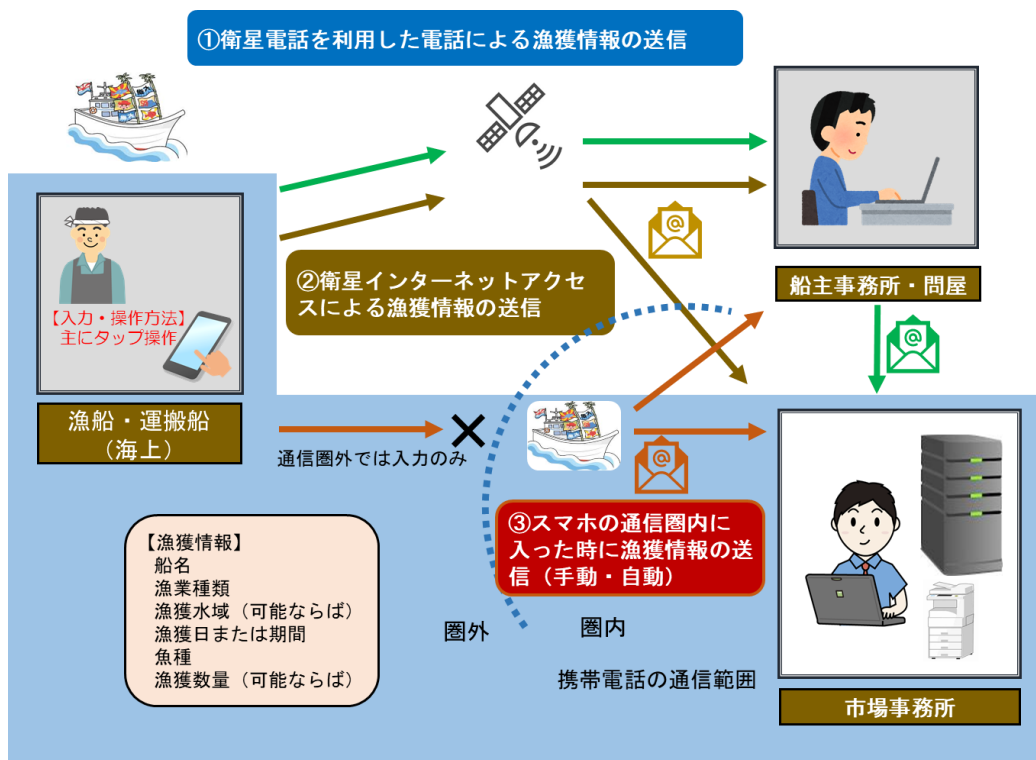 ①衛星電話を利用した電話による漁獲情報の送信
【入力・操作方法】
主にタップ操作
漁船・運搬船
（海上）
②衛星インターネットアクセ
スによる漁獲情報の送信
@
船主事務所・問屋
@
通信圏外では入力のみ
@
③スマホの通信圏内に
入った時に漁獲情報の送
信（手動・自動）
【漁獲情報】
船名
漁業種類
漁獲水域（可能ならば）
漁獲日または期間
魚種
漁獲数量（可能ならば）
圏外
圏内
携帯電話の通信範囲
市場事務所